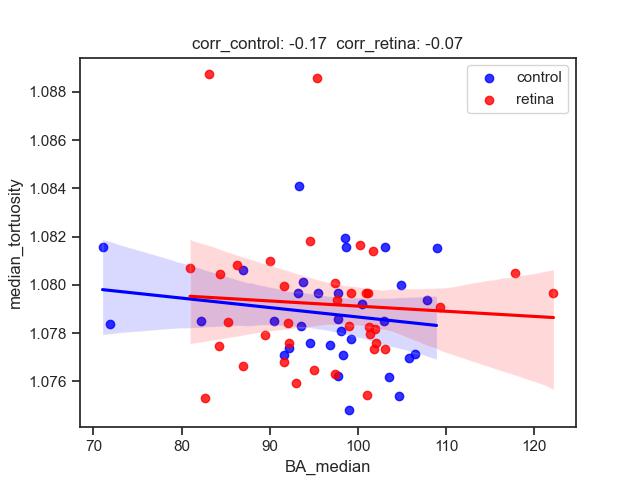 corr_control: -0.17  corr_retina: -0.07
control
retina
1.088
1.086
1.084
1.082
1.080
1.078
1.076
median_tortuosity
70 80 90 100 110 120
BA_median